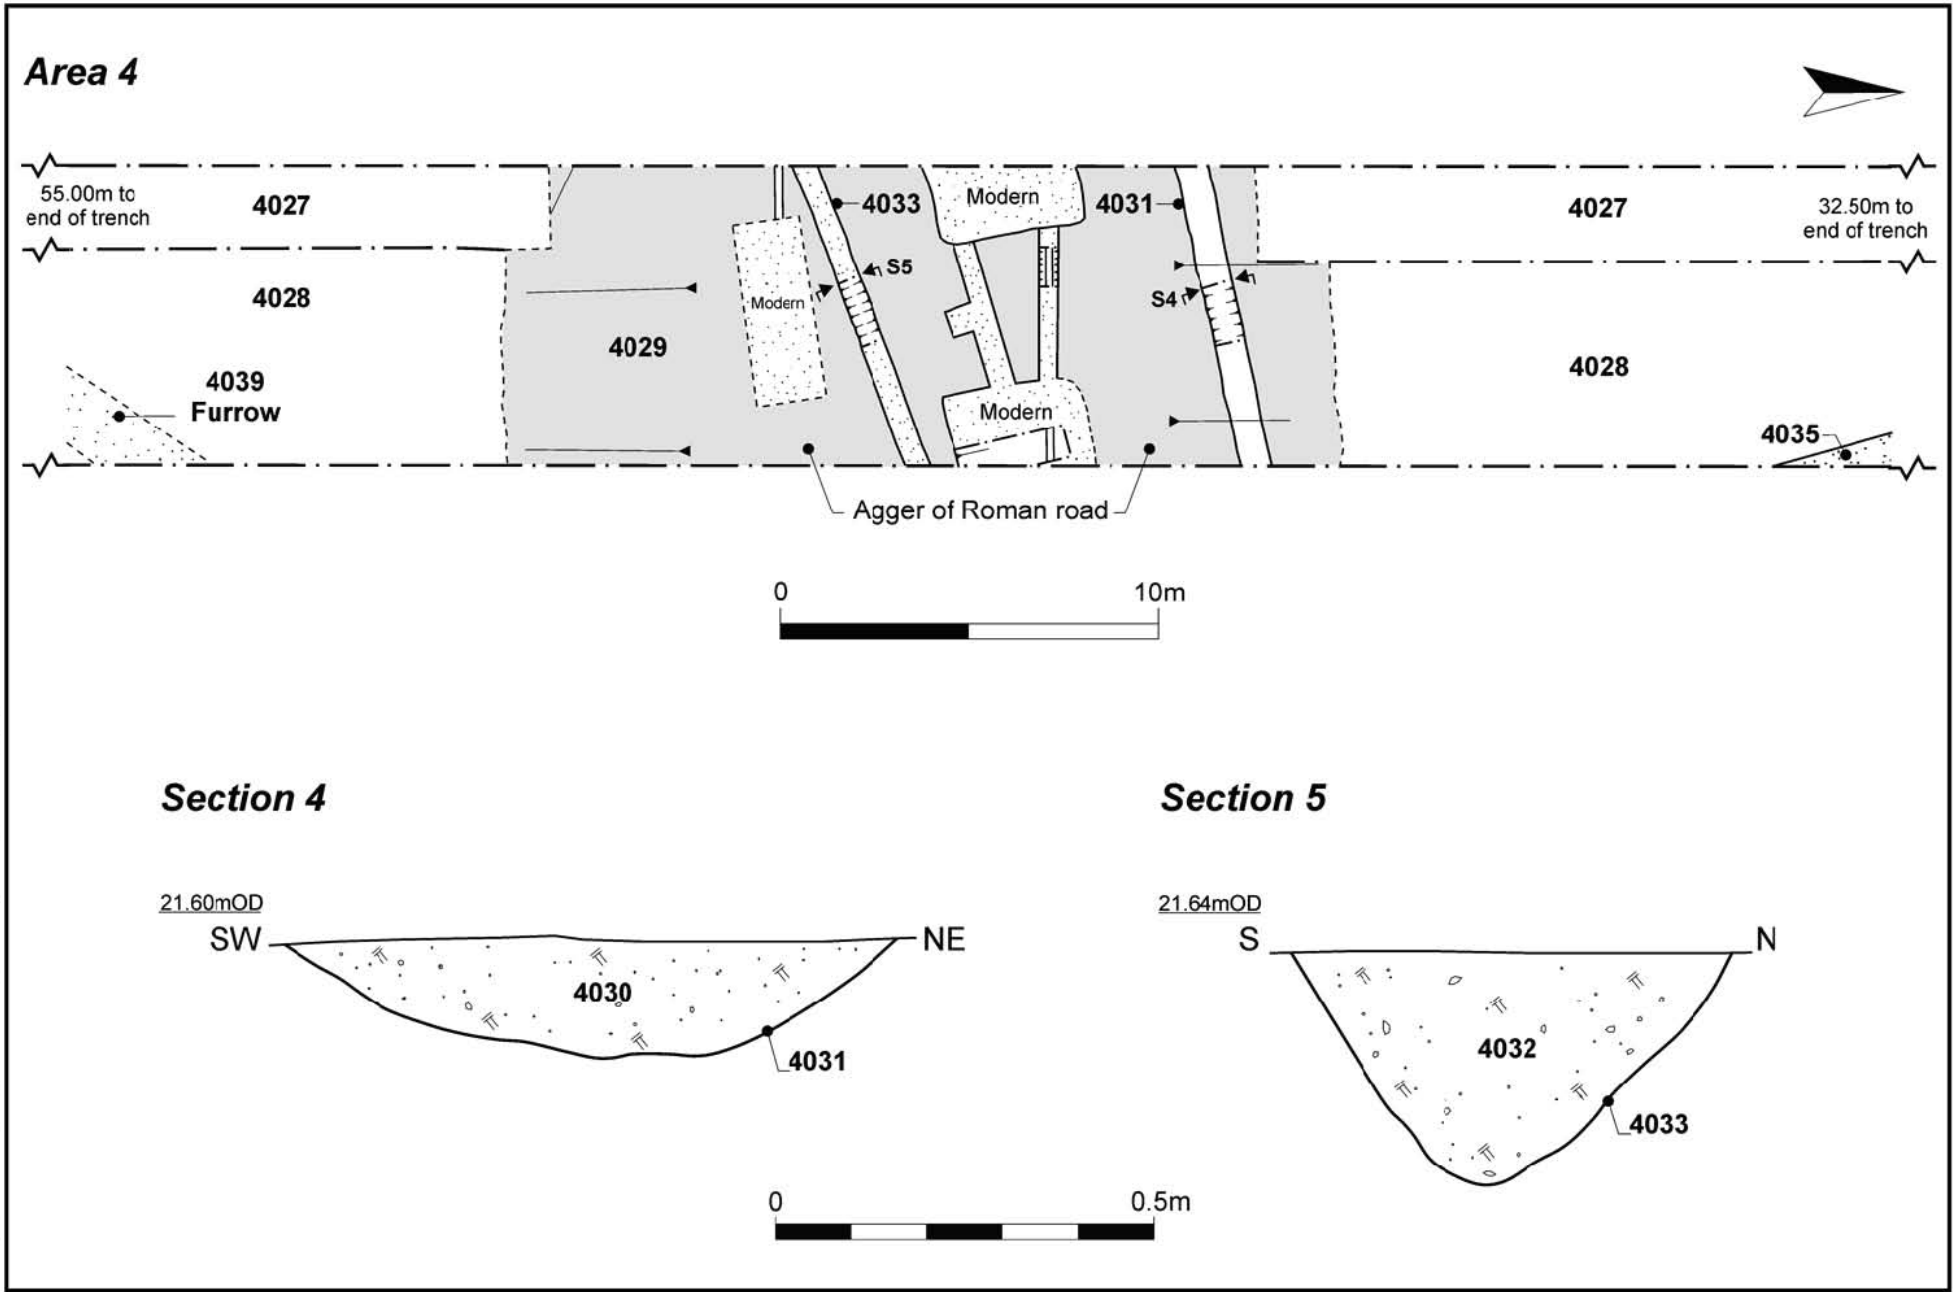 Area 4
55.00m to
end of trench
4027
4033
Modern
4031
4027
32.50m to
end of trench
4028
S5
Modern
S4
4029
4028
4039
Furrow
Modern
4035
Agger of Roman road
0
10m
Section 4
Section 5
21.60mOD
SW
NE
4030
4031
21.64mOD
S
N
4032
4033
0
0.5m